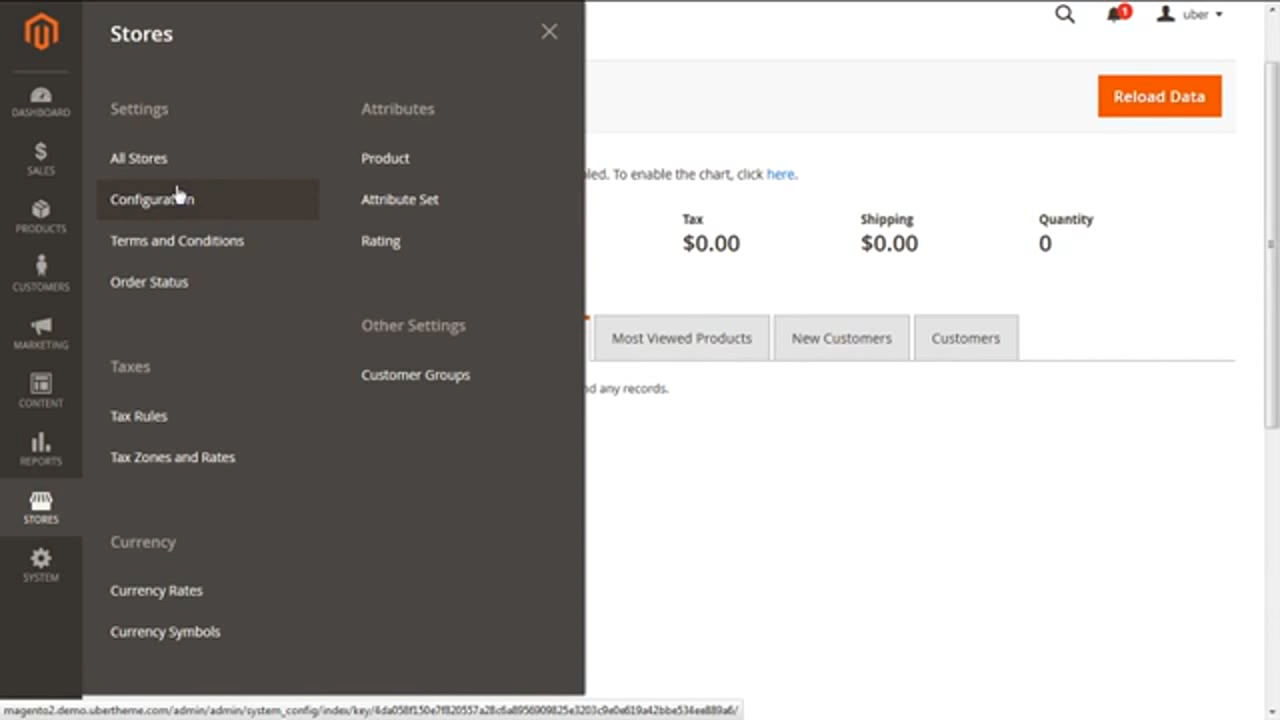 Stores
Settings
All Stores
Configuration
Terms and Conditions
Order Status
Taxes
Tax Rules
Tax Zones and Rates
Currency
Currency Rates
Currency Symbols
Attributes
Product
Attribute Set
Rating
Other Settings
Customer Groups
DASHBOARD
SALES
PRODUCTS
CUSTOMERS
MARKETING
CONTENT
REPORTS
STORES
SYSTEM
1
uber
Reload Data
To enable the chart, click here.
Tax
$0.00
Shipping
$0.00
Quantity
0
Most Viewed Products
New Customers
Customers
any records.